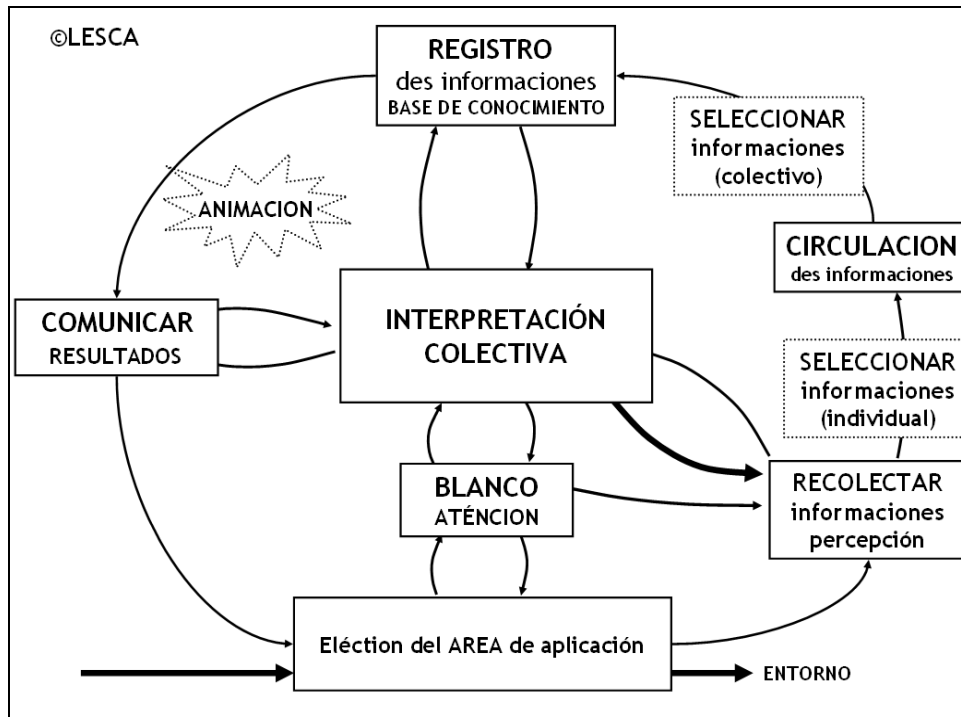 ©LESCA
REGISTRO
des informaciones
BASE DE CONOCIMIENTO
SELECCIONAR
informaciones
(colectivo)
ANIMACION
CIRCULACION
des informaciones
COMUNICAR
RESULTADOS
INTERPRETACIÓN
COLECTIVA
SELECCIONAR
informaciones
(individual)
BLANCO
ATÉNCION
RECOLECTAR
informaciones
percepción
Eléction del AREA de aplicación
ENTORNO